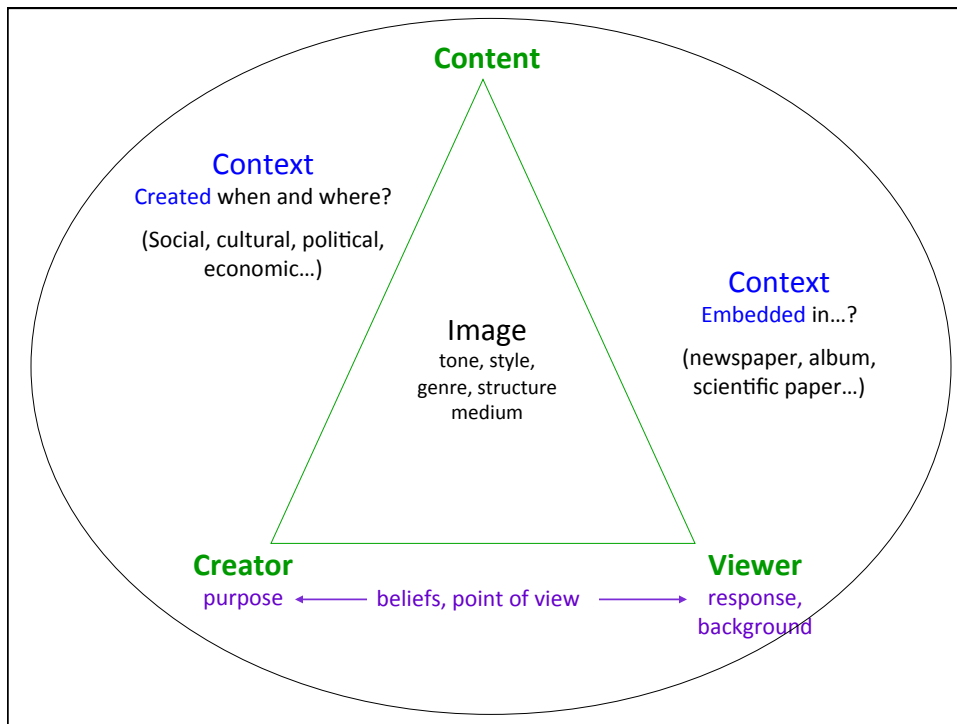 Content
Context
Created when and where?
(Social, cultural, political,
economic…)
Context
Embedded in…?
(newspaper, album,
scientific paper…)
Image
tone, style,
genre, structure
medium
Creator
purpose
beliefs, point of view
Viewer
response,
background